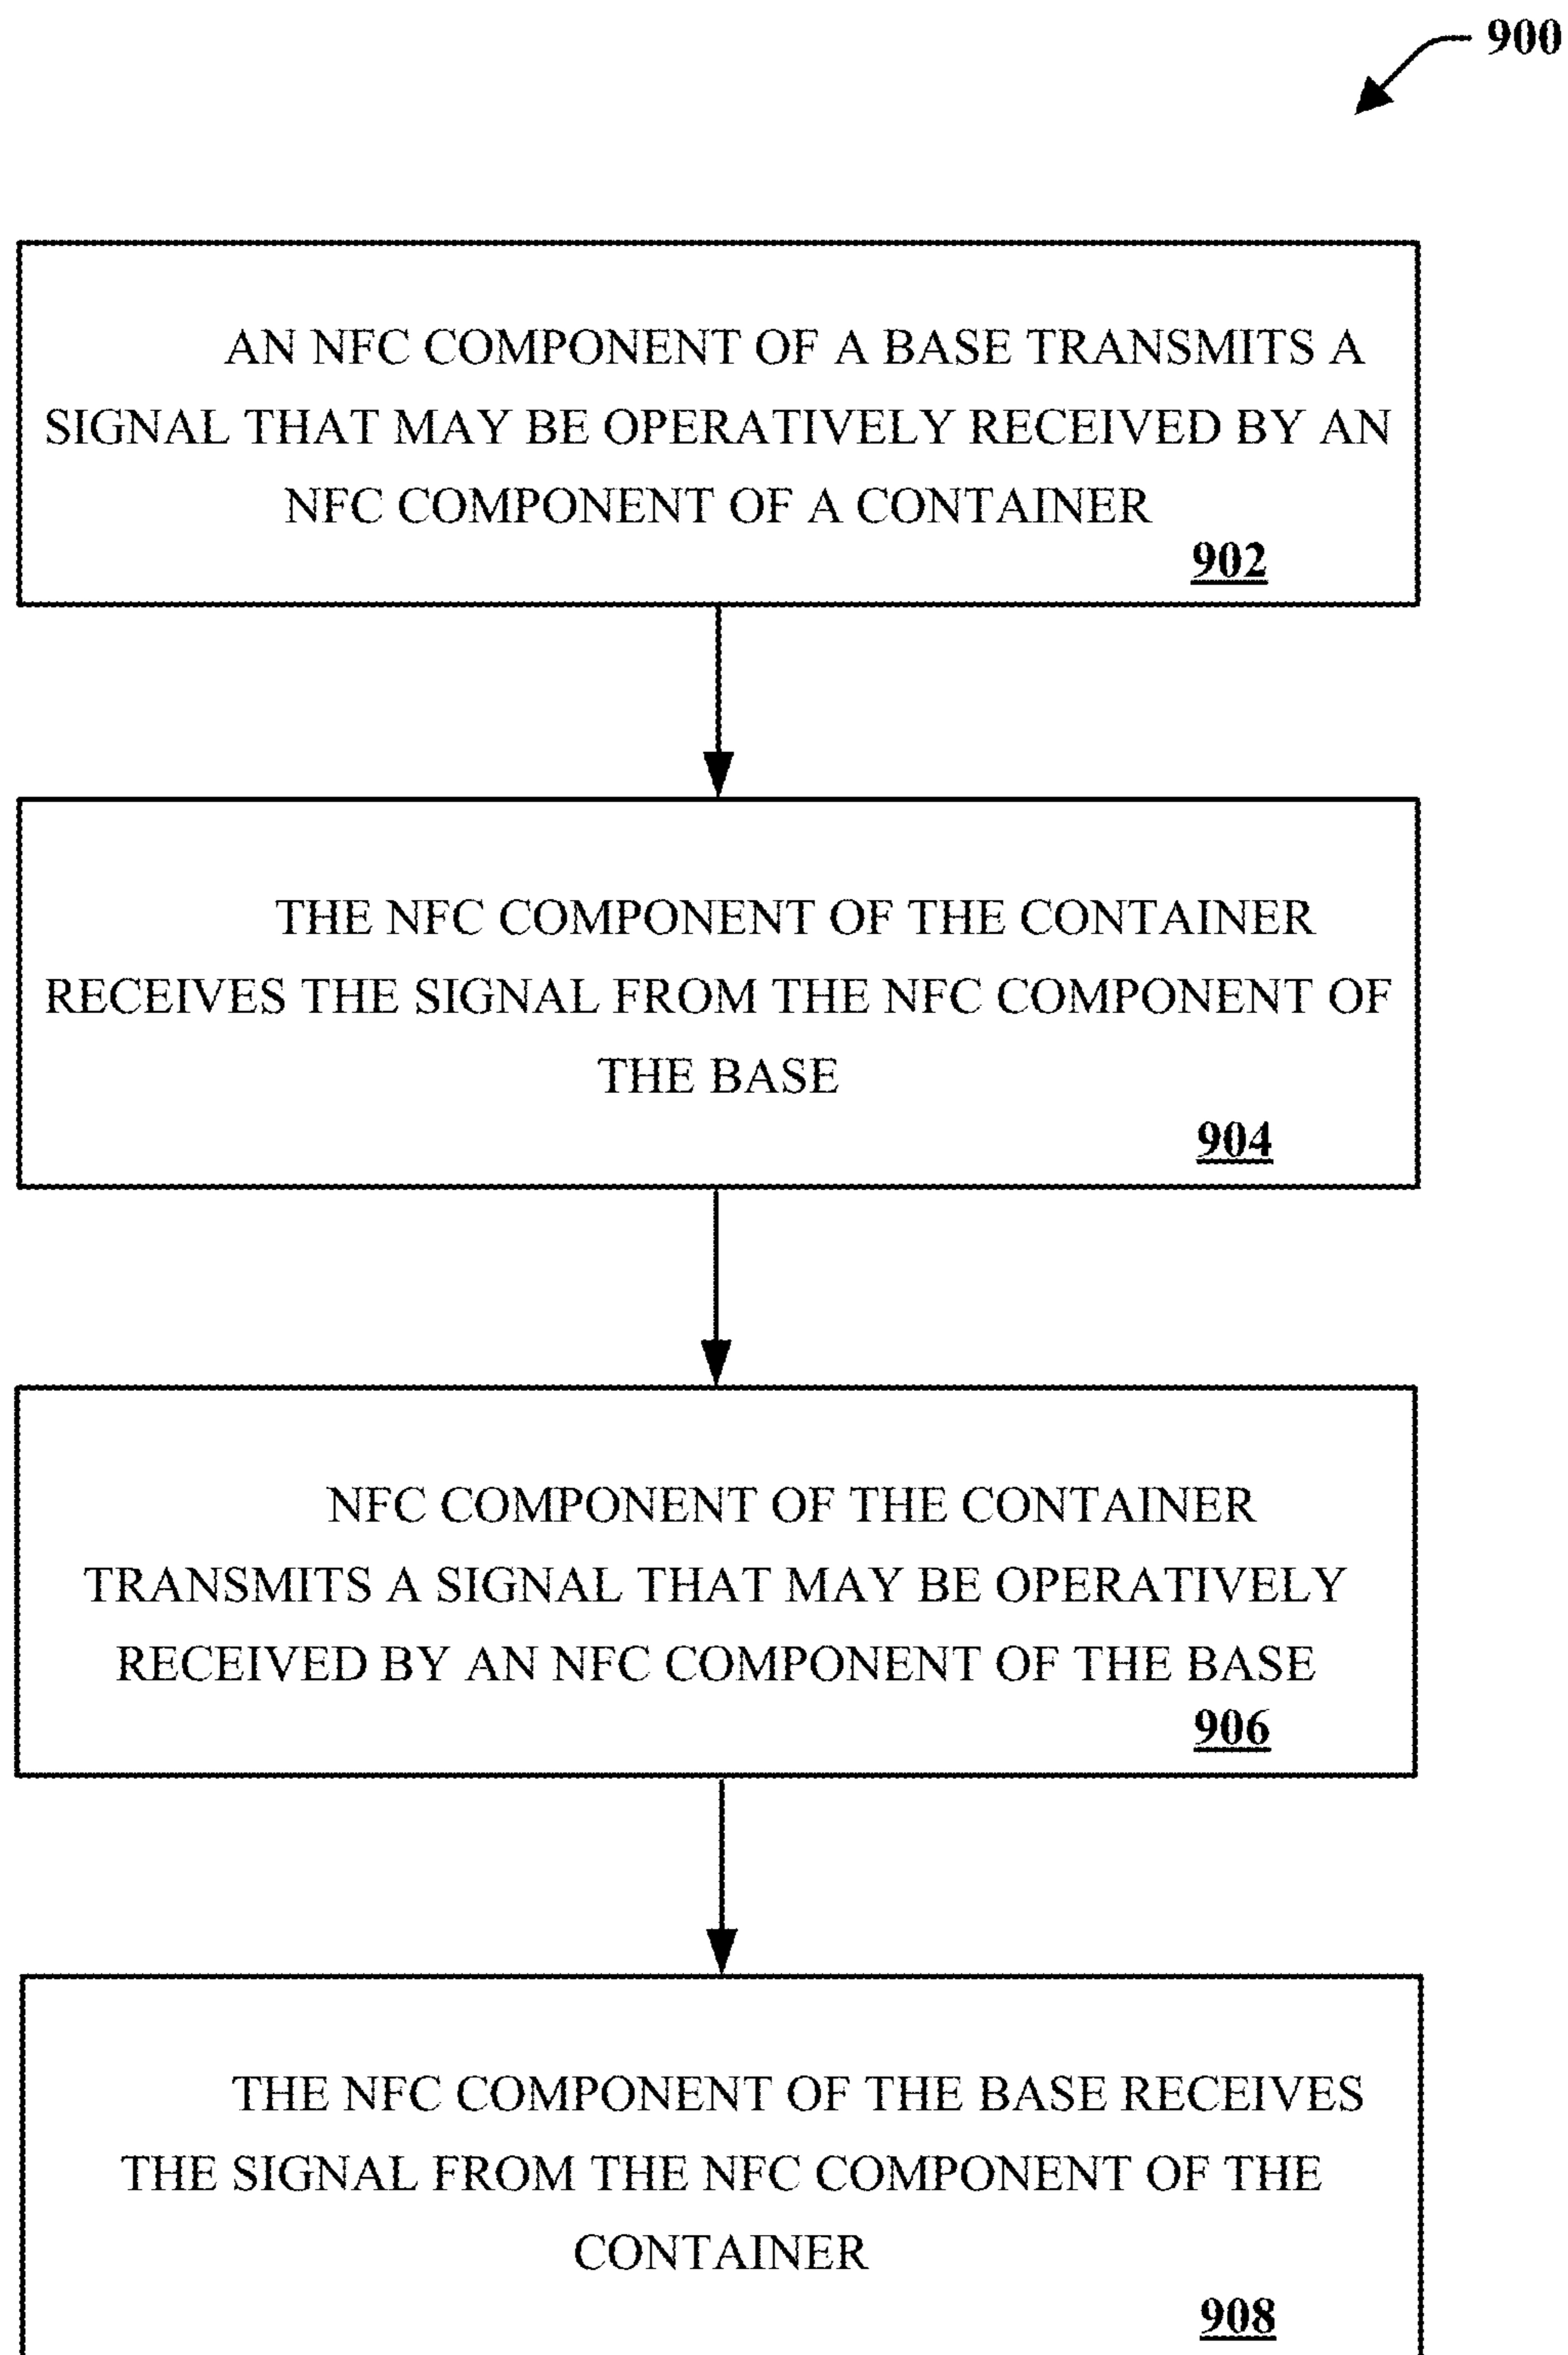 900
AN NFC COMPONENT OF A BASE TRANSMITS A
SIGNAL THAT MAY BE OPERATIVELY RECEIVED BY AN
NFC COMPONENT OF A CONTAINER
902
THE NFC COMPONENT OF THE CONTAINER
RECEIVES THE SIGNAL FROM THE NFC COMPONENT OF
THE BASE
904
NFC COMPONENT OF THE CONTAINER
TRANSMITS A SIGNAL THAT MAY BE OPERATIVELY
RECEIVED BY AN NFC COMPONENT OF THE BASE
906
THE NFC COMPONENT OF THE BASE RECEIVES
THE SIGNAL FROM THE NFC COMPONENT OF THE
CONTAINER
908